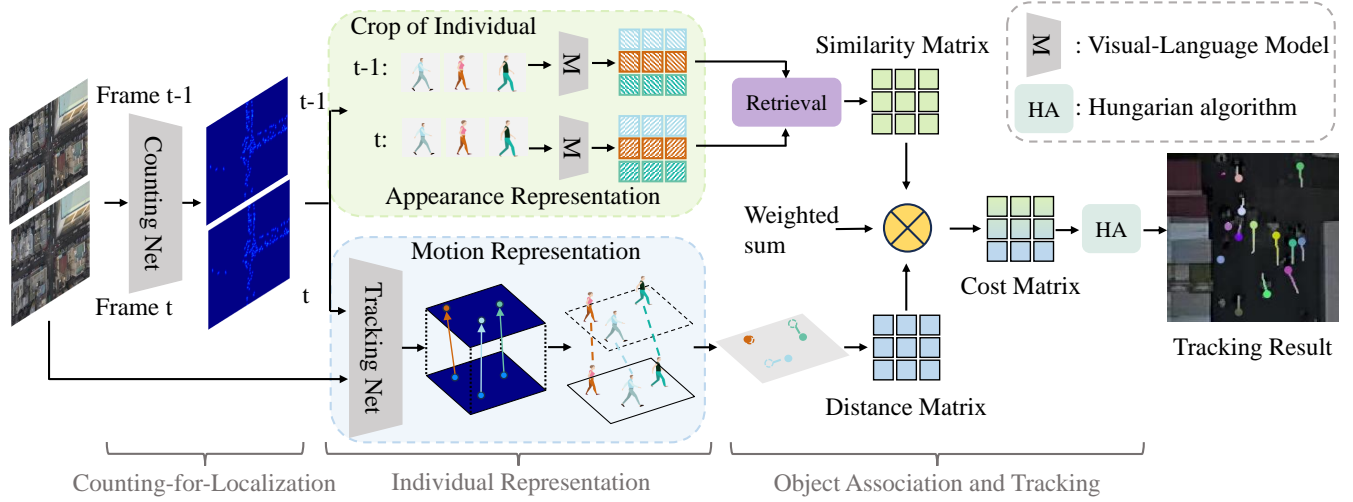 Frame t-1
Counting Net
Frame t
t-1
t
Crop of Individual
t-1:
M
t:
M
Appearance Representation
Motion Representation
Tracking Net
Retrieval
Similarity Matrix
Weighted
sum
Distance Matrix
Cost Matrix
HA
Tracking Result
M : Visual-Language Model
HA : Hungarian algorithm
Counting-for-Localization
Individual Representation
Object Association and Tracking